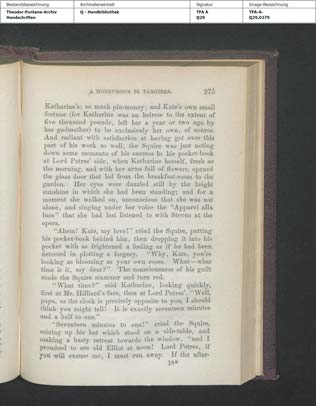 Bestandsbezeichnung Archivalieneinheit Signatur Image-Bezeichnung
Theodor-Fontane-Archiv Q - Handbibliothek TFA A TFA-A-
Handschriften Q29 Q29,0279
A HONEYMOON IN TANGIERS. 275
Katharine's; so much pin-money; and Kate's own small
fortune (for Katharine was an heiress to the extent of
five thousand pounds, left her a year or two ago by
her godmother) to be exclusively her own, of course.
And radiant with satisfaction at having got over this
part of his work so well, the Squire was just noting
down some memento of his success in his pocket-book
at Lord Petres' side, when Katharine herself, fresh as
the morning, and with her arms full of flowers, opened
the glass door that led from the breakfast-room to the
garden. Her eyes were dazzled still by the bright
sunshine in which she had been standing; and for a
moment she walked on, unconscious that she was not
alone, and singing under her voice the "Apparvi alla
luce" that she had last listened to with Steven at the
opera.
"Ahem! Kate, my love!" cried the Squire, putting
his pocket-book behind him, then dropping it into his
pocket with as frightened a feeling as if he had been
detected in plotting a forgery. "Why, Kate, you're
looking as blooming as your own roses. What—what
time is it, my dear?" The consciousness of his guilt
made the Squire stammer and turn red.
"What time?" said Katharine, looking quickly,
first at Mr. Hilliard's face, then at Lord Petres'. "Well,
papa, as the clock is precisely opposite to you, I should
think you might tell! It is exactly seventeen minutes
and a half to one."
"Seventeen minutes to one!" cried the Squire,
seizing up his hat which stood on a side-table, and
making a hasty retreat towards the window, "and I
promised to see old Elliot at noon! Lord Petres, if
you will excuse me, I must run away. If the after-
18*